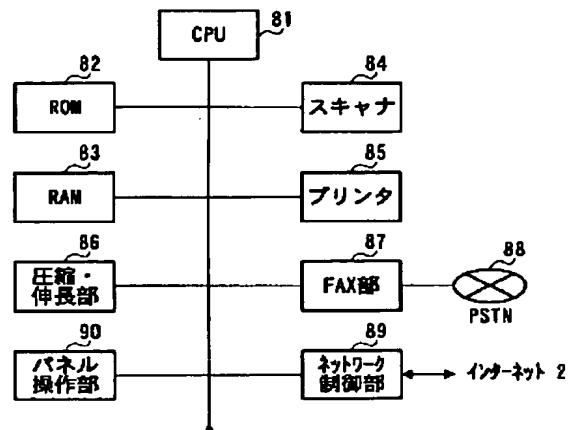 CPU 81
82 84
ROM スキャナ
83 85
RAM プリンタ
86 87 88
圧縮・
伸長部
FAX部
PSTN
90 89
パネル
操作部
ネットワーク
制御部
インターネット 2